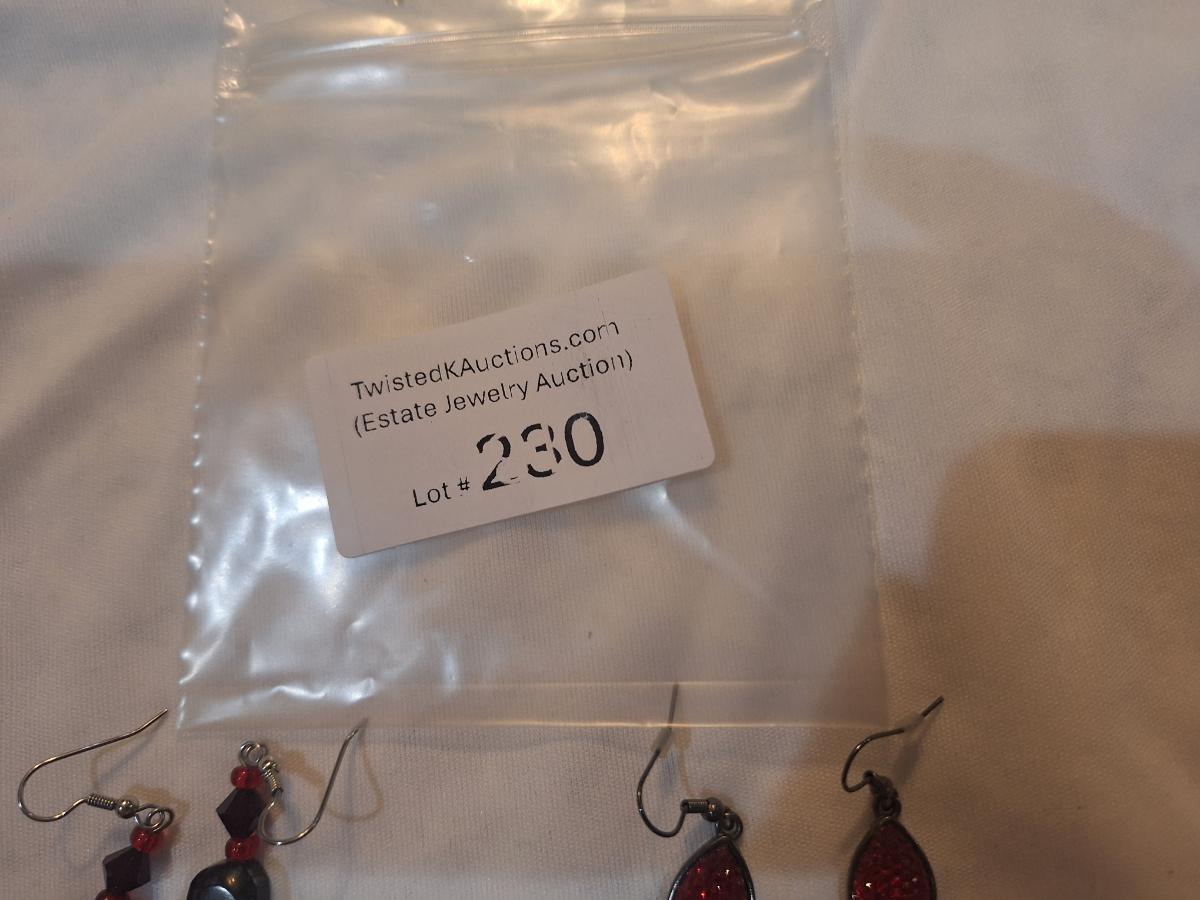 TwistedKAuctions.com
(Estate Jewelry Auction)
Lot # 230